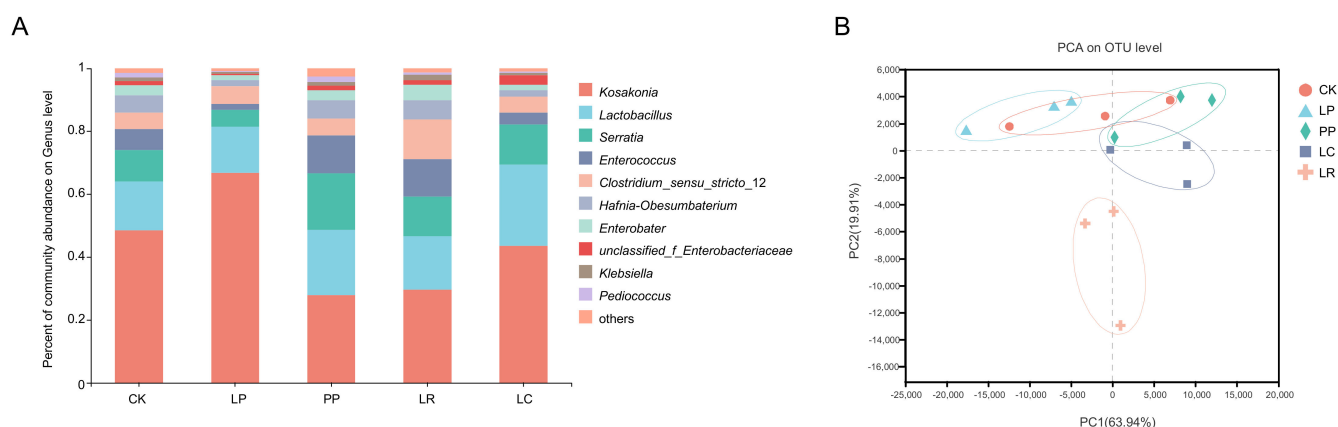 A
Percent of community abundance on Genus level
1
0.8
0.6
0.4
0.2
0
CK
LP
PP
LR
LC
Kosakonia
Lactobacillus
Serratia
Enterococcus
Clostridium_sensu_stricto_12
Hafnia-Obesumbaterium
Enterobater
unclassified_f_Enterobacteriaceae
Klebsiella
Pediococcus
others
B
PCA on OTU level
PC2(19.91%)
6,000
4,000
2,000
0
-2,000
-4,000
-6,000
-8,000
-10,000
-12,000
-14,000
-16,000
-25,000
-20,000
-15,000
-10,000
-5,000
0
5,000
10,000
15,000
20,000
PC1(63.94%)
CK
LP
PP
LC
LR